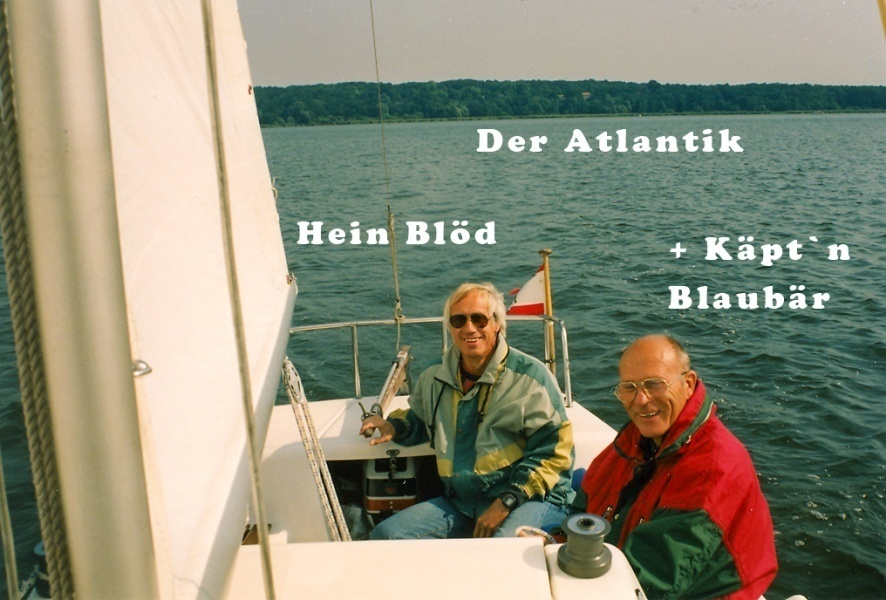 Der Atlantik
Hein Blöd
+ Käpt`n
Blaubär